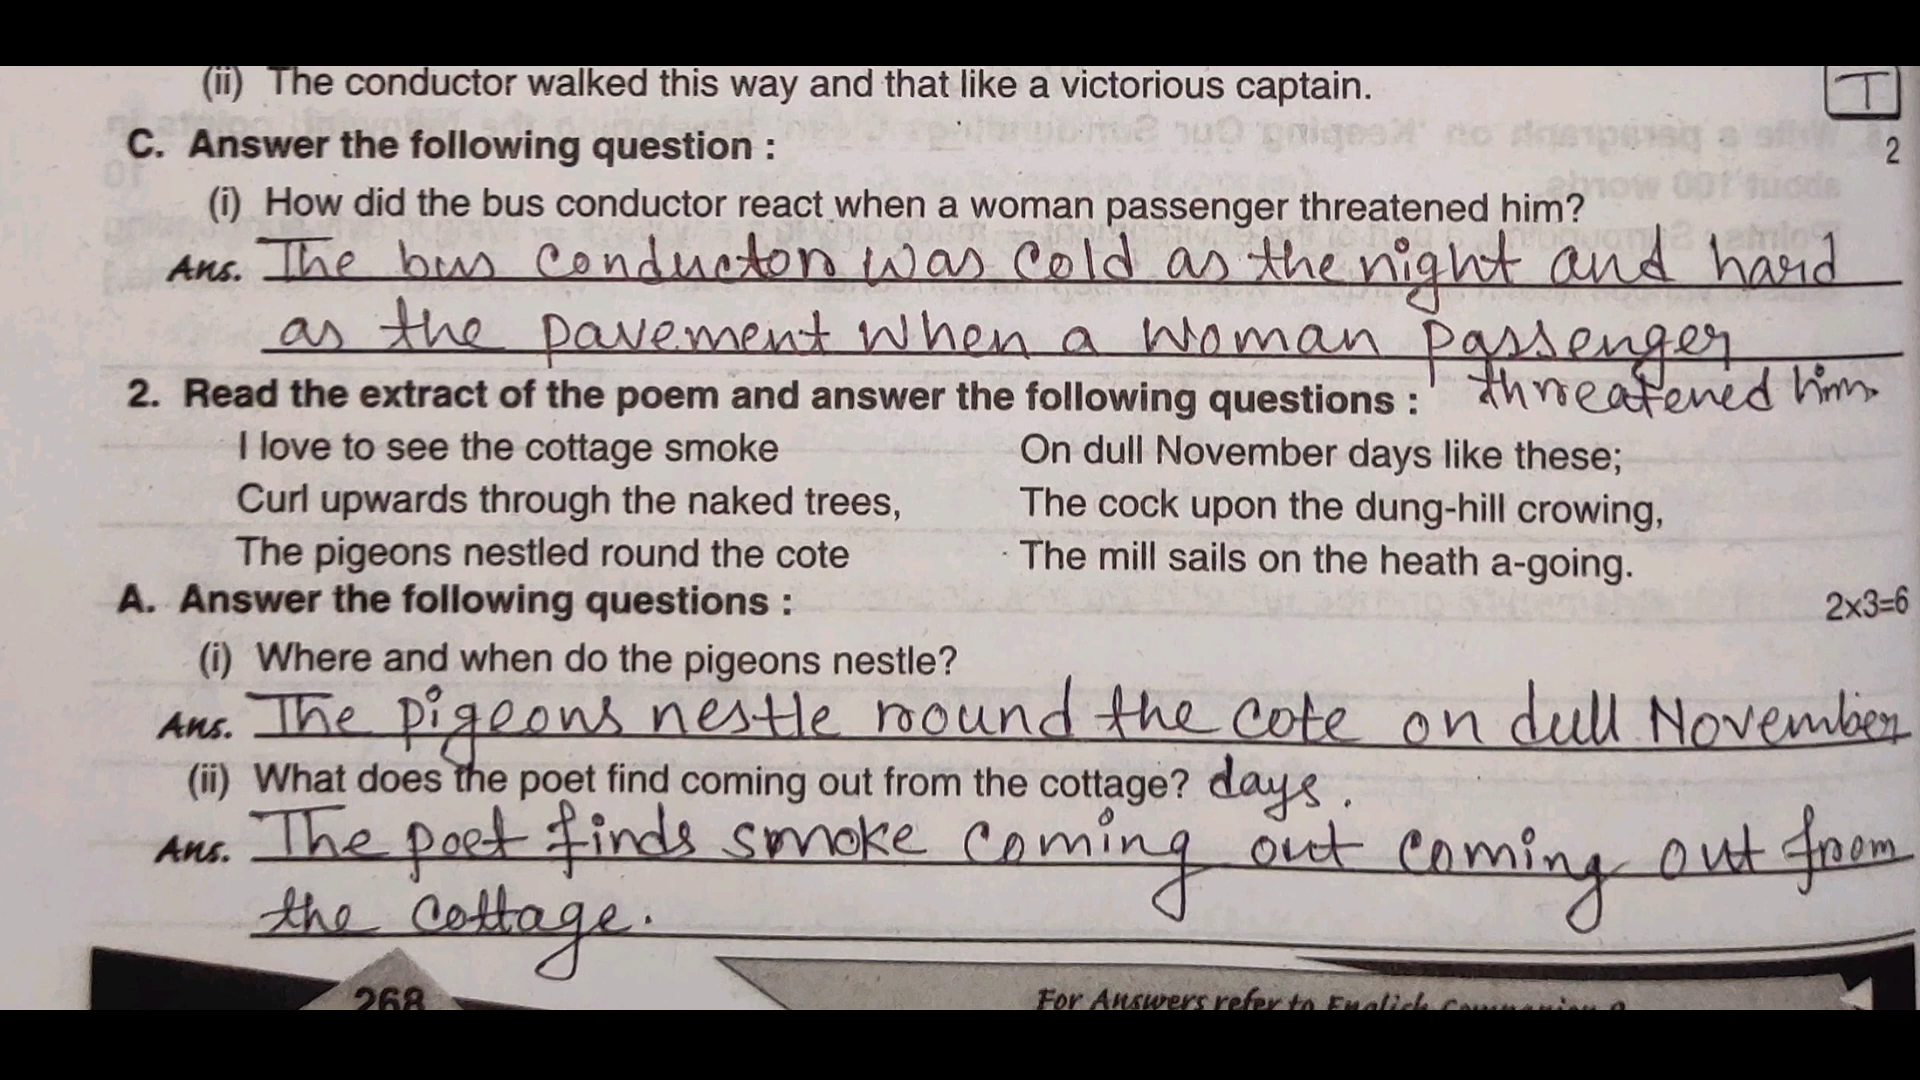 (ii) The conductor walked this way and that like a victorious captain. T
C. Answer the following question : 2
(i) How did the bus conductor react when a woman passenger threatened him?
Ans. The bus conductor was cold as the night and hard
as the pavement when a woman passenger
threatened him.
2. Read the extract of the poem and answer the following questions :
I love to see the cottage smoke
Curl upwards through the naked trees,
The pigeons nestled round the cote
On dull November days like these;
The cock upon the dung-hill crowing,
The mill sails on the heath a-going.
A. Answer the following questions : 2x3=6
(i) Where and when do the pigeons nestle?
Ans. The pigeons nestle round the cote on dull November
days.
(ii) What does the poet find coming out from the cottage?
Ans. The poet finds smoke coming out coming out from
the cottage.
268
For Answers refer to English